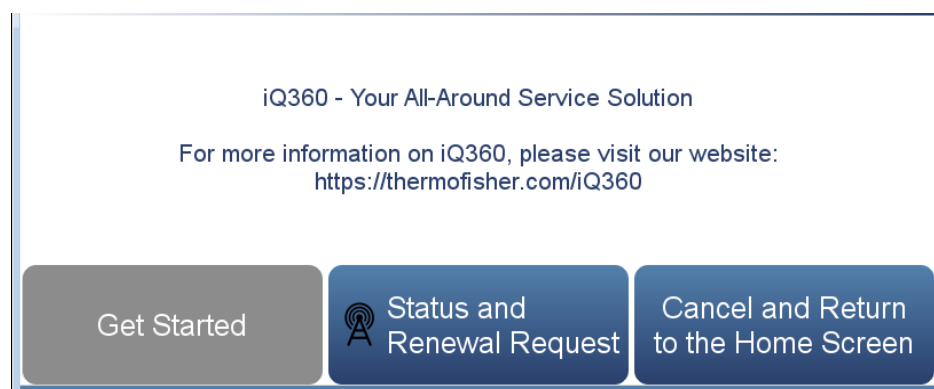 iQ360 - Your All-Around Service Solution
For more information on iQ360, please visit our website:
https://thermofisher.com/iQ360
Get Started
Status and
Renewal Request
Cancel and Return
to the Home Screen